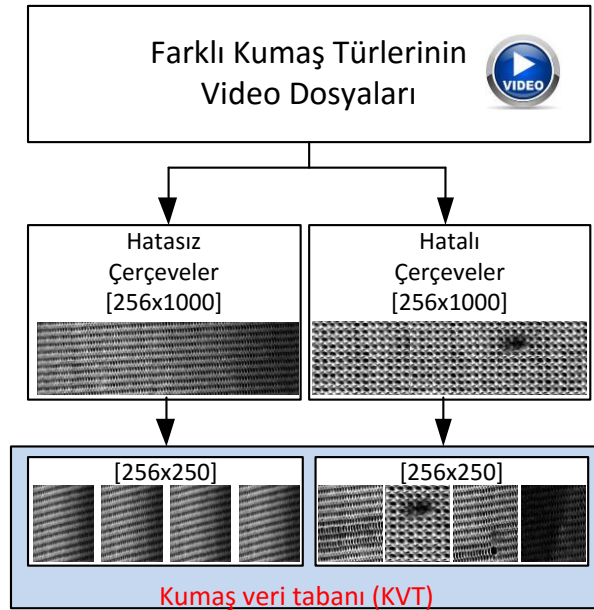 Farklı Kumaş Türlerinin
Video Dosyaları
VIDEO
Hatasız
Çerçeveler
[256x1000]
Hatalı
Çerçeveler
[256x1000]
[256x250]
[256x250]
Kumaş veri tabanı (KVT)